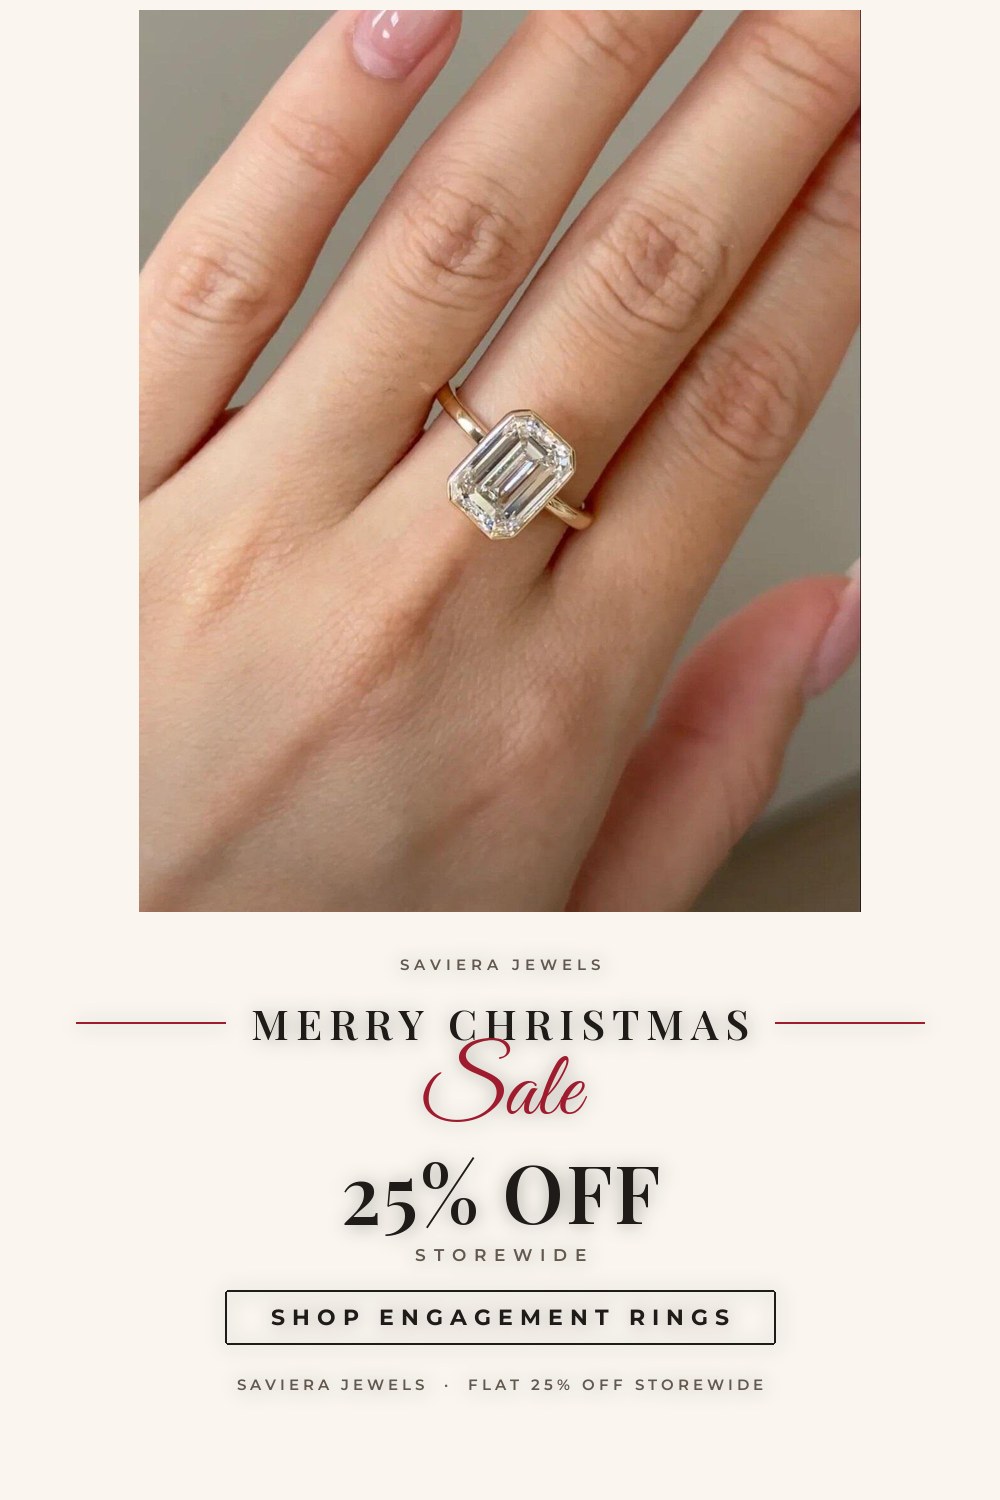 SAVIERA JEWELS
MERRY CHRISTMAS
Sale
25% OFF
STOREWIDE
SHOP ENGAGEMENT RINGS
SAVIERA JEWELS · FLAT 25% OFF STOREWIDE